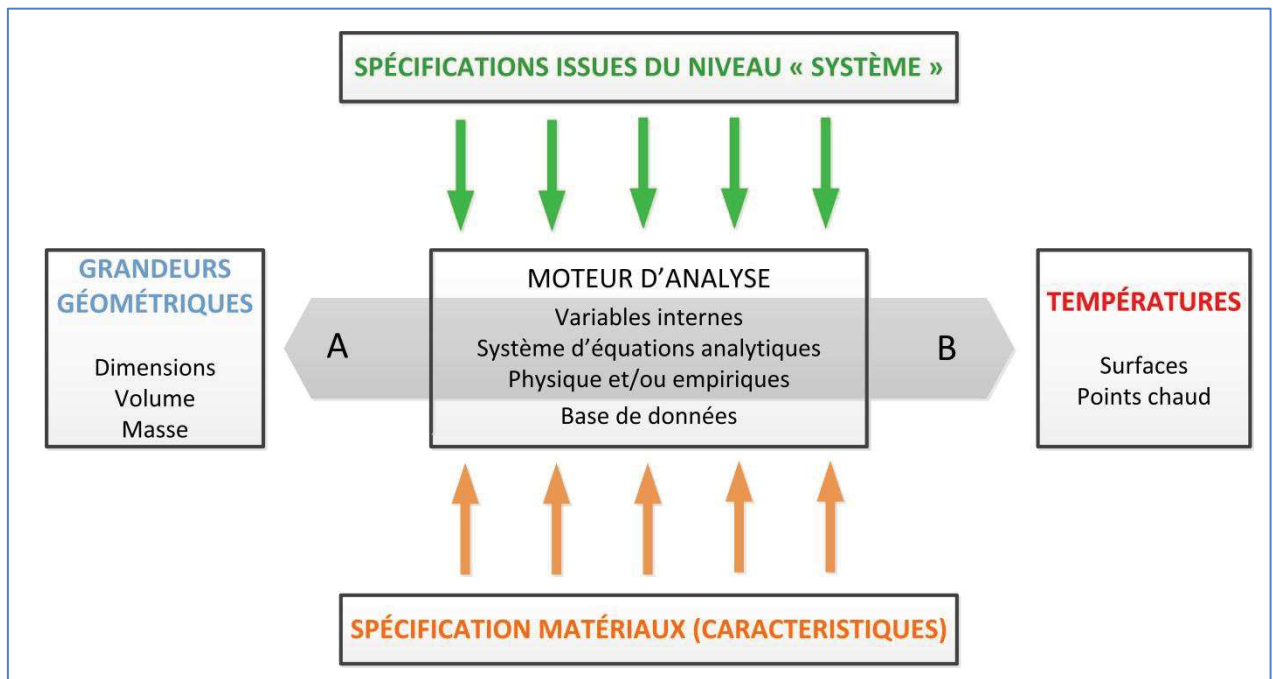 SPÉCIFICATIONS ISSUES DU NIVEAU « SYSTÈME »
GRANDEURS
GÉOMÉTRIQUES
Dimensions
Volume
Masse
A
MOTEUR D’ANALYSE
Variables internes
Système d’équations analytiques
Physique et/ou empiriques
Base de données
B
TEMPÉRATURES
Surfaces
Points chaud
SPÉCIFICATION MATÉRIAUX (CARACTERISTIQUES)